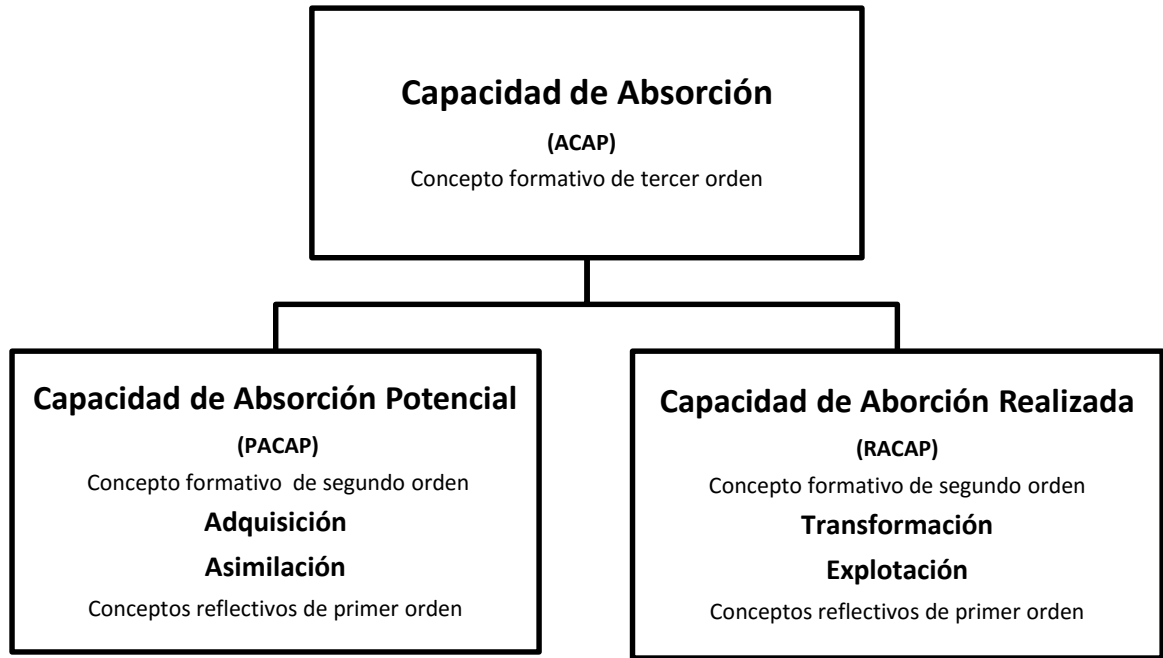 Capacidad de Absorción
(ACAP)
Concepto formativo de tercer orden
Capacidad de Absorción Potencial
(PACAP)
Concepto formativo de segundo orden
Adquisición
Asimilación
Conceptos reflectivos de primer orden
Capacidad de Aborción Realizada
(RACAP)
Concepto formativo de segundo orden
Transformación
Explotación
Conceptos reflectivos de primer orden